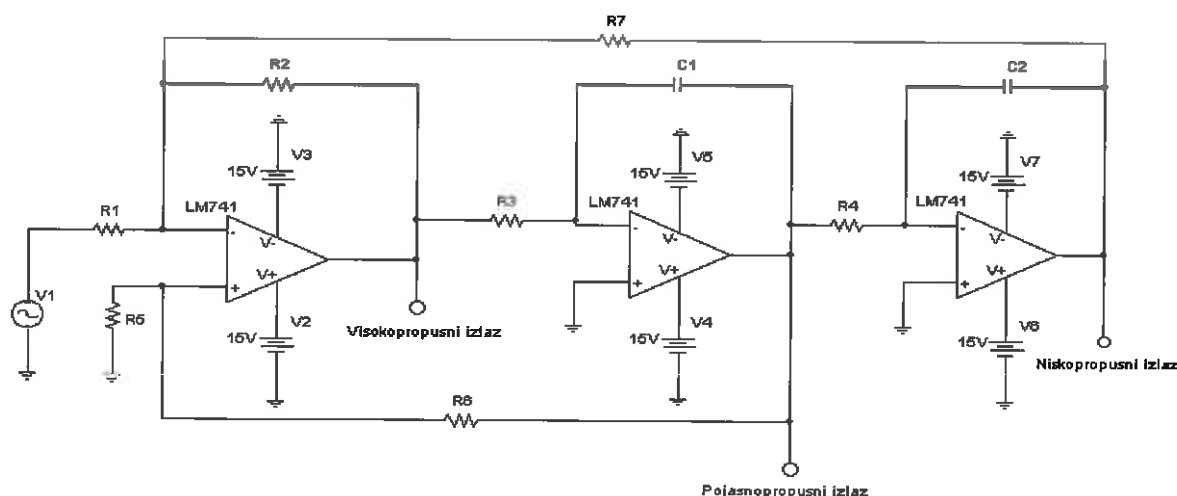 R7
R2
C1
C2
V3
15V
V5
15V
V7
15V
R1
LM741
R3
LM741
R4
LM741
-
V-
-
V-
-
V-
V+
+
V+
+
V+
+
V1
R5
V2
15V
Visokopropusni izlaz
V4
15V
V6
15V
Niskopropusni izlaz
R6
Pojasnopropusni izlaz